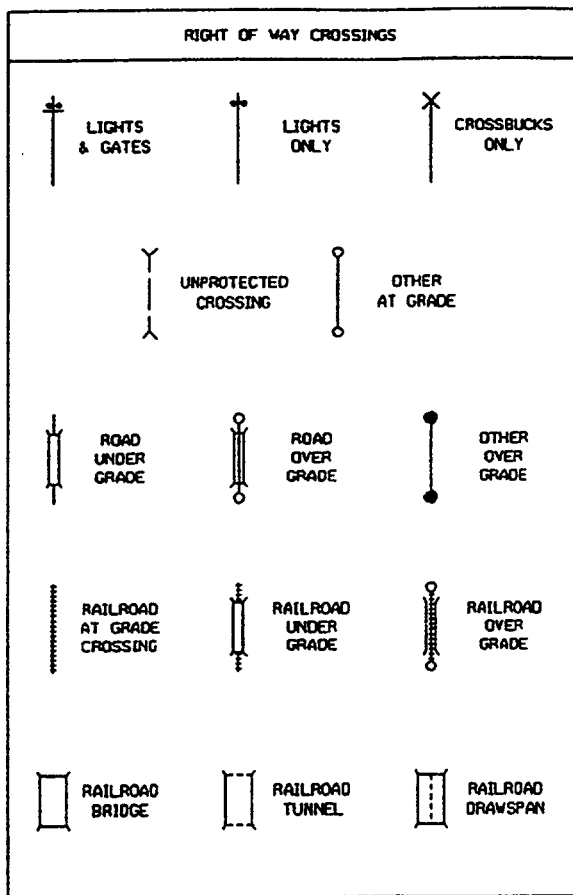 RIGHT OF WAY CROSSINGS
LIGHTS
& GATES
LIGHTS
ONLY
CROSSBUCKS
ONLY
UNPROTECTED
CROSSING
OTHER
AT GRADE
ROAD
UNDER
GRADE
ROAD
OVER
GRADE
OTHER
OVER
GRADE
RAILROAD
AT GRADE
CROSSING
RAILROAD
UNDER
GRADE
RAILROAD
OVER
GRADE
RAILROAD
BRIDGE
RAILROAD
TUNNEL
RAILROAD
DRAWSPAN